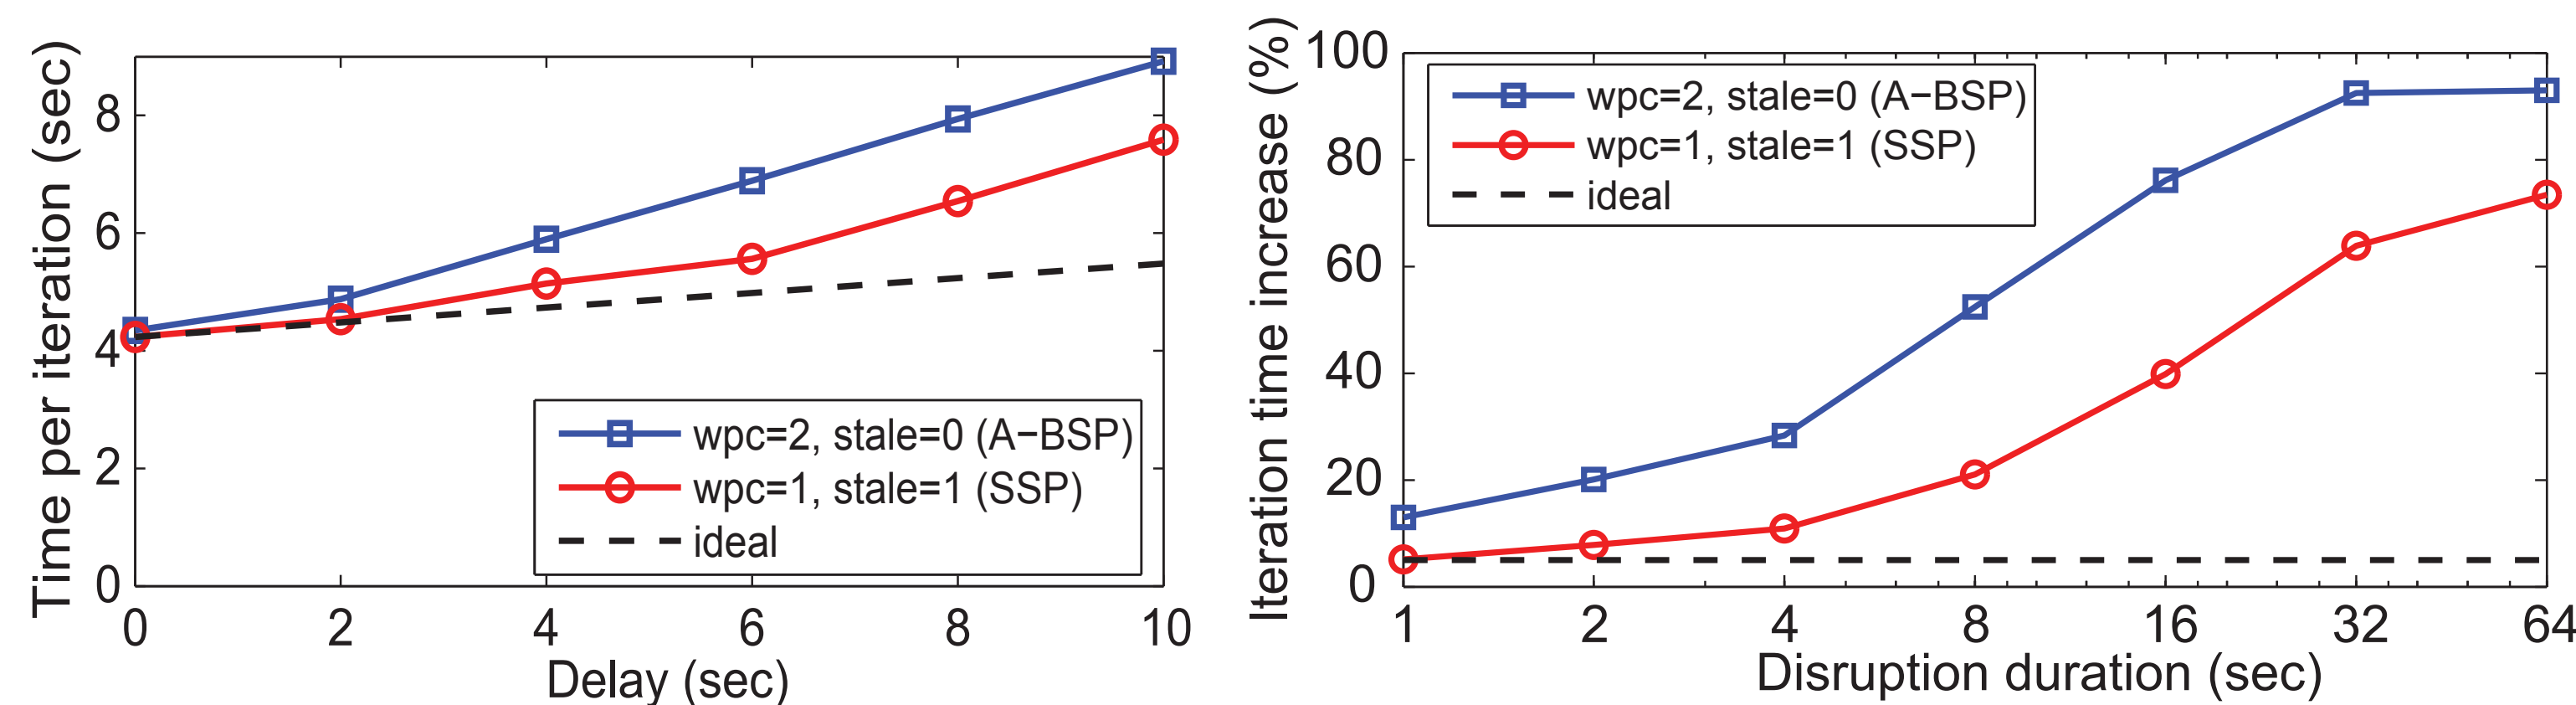 Time per iteration (sec)
8
6
4
2
0
0 2 4 6 8 10
Delay (sec)
wpc=2, stale=0 (A−BSP)
wpc=1, stale=1 (SSP)
ideal
Iteration time increase (%)
100
80
60
40
20
0
1 2 4 8 16 32 64
Disruption duration (sec)
wpc=2, stale=0 (A−BSP)
wpc=1, stale=1 (SSP)
ideal